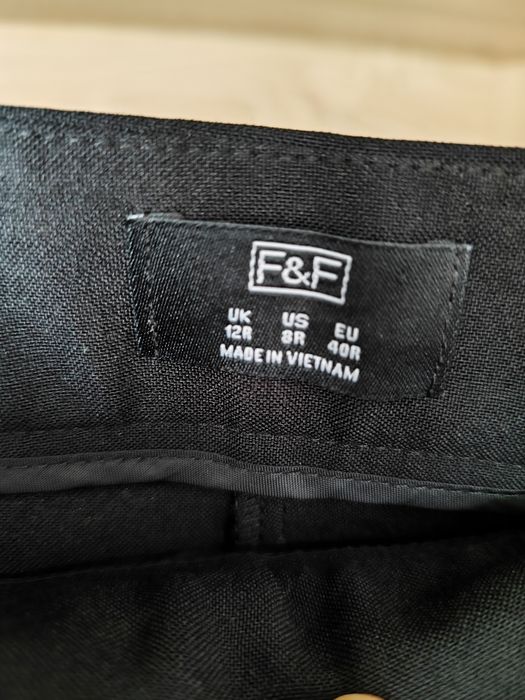 F&F
UK US EU
12R 8R 40R
MADE IN VIETNAM